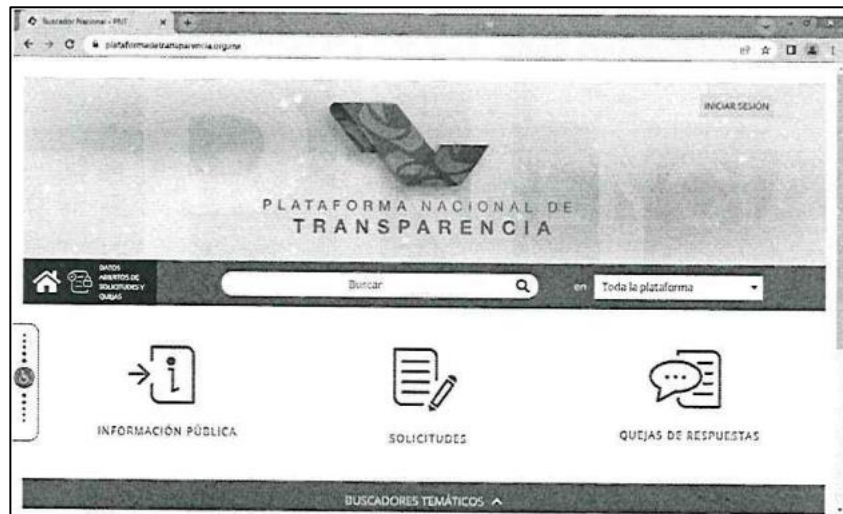 Buscador Nacional - PNT
plataformadetransparencia.org.mx
INICIAR SESIÓN
PLATAFORMA NACIONAL DE
TRANSPARENCIA
DATOS
ABIERTOS DE
SOLICITUDES Y
QUEJAS
Buscar
en
Toda la plataforma
INFORMACIÓN PÚBLICA
SOLICITUDES
QUEJAS DE RESPUESTAS
BUSCADORES TEMÁTICOS